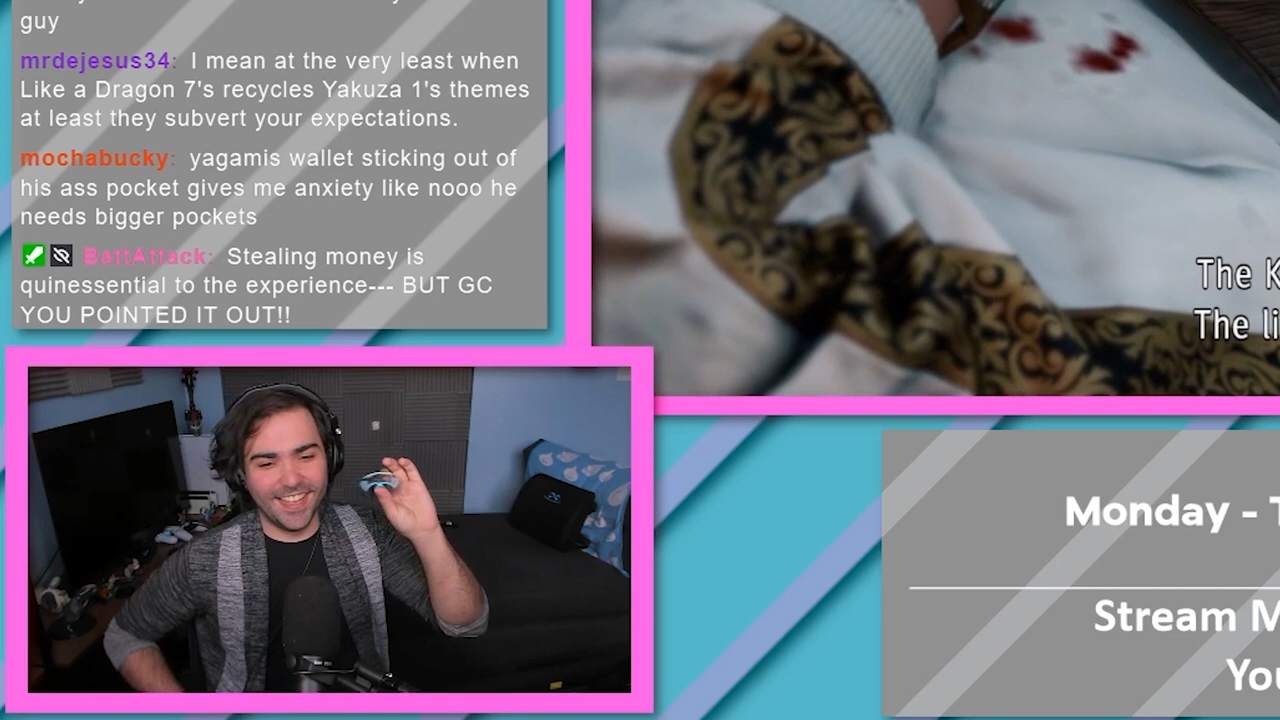 guy
mrdejesus34: I mean at the very least when
Like a Dragon 7's recycles Yakuza 1's themes
at least they subvert your expectations.
mochabucky: yagamis wallet sticking out of
his ass pocket gives me anxiety like nooo he
needs bigger pockets
BattAttack: Stealing money is
quinessential to the experience--- BUT GC
YOU POINTED IT OUT!!
The K
The li
Monday - T
Stream M
You